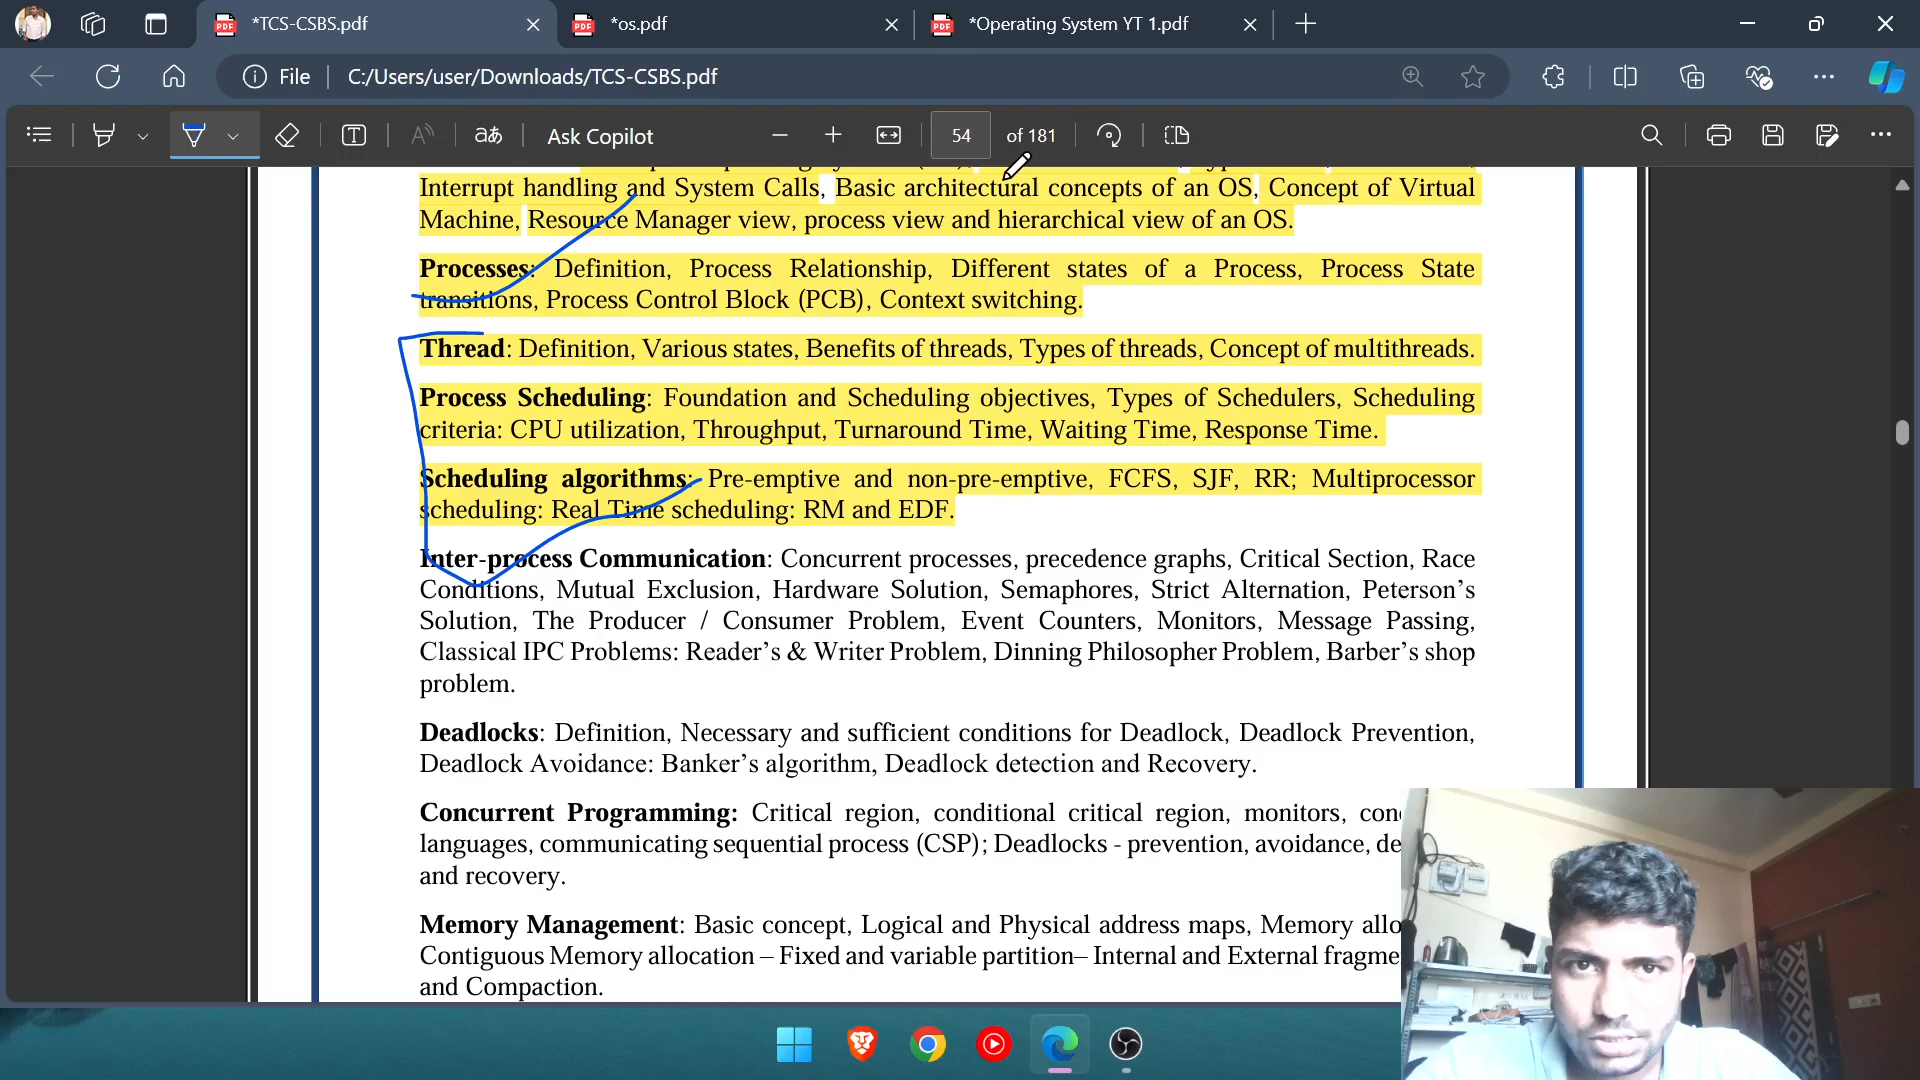 *TCS-CSBS.pdf
*os.pdf
*Operating System YT 1.pdf
File
C:/Users/user/Downloads/TCS-CSBS.pdf
aあ
Ask Copilot
54
of 181
Interrupt handling and System Calls, Basic architectural concepts of an OS, Concept of Virtual
Machine, Resource Manager view, process view and hierarchical view of an OS.
Processes: Definition, Process Relationship, Different states of a Process, Process State
transitions, Process Control Block (PCB), Context switching.
Thread: Definition, Various states, Benefits of threads, Types of threads, Concept of multithreads.
Process Scheduling: Foundation and Scheduling objectives, Types of Schedulers, Scheduling
criteria: CPU utilization, Throughput, Turnaround Time, Waiting Time, Response Time.
Scheduling algorithms: Pre-emptive and non-pre-emptive, FCFS, SJF, RR; Multiprocessor
scheduling: Real Time scheduling: RM and EDF.
Inter-process Communication: Concurrent processes, precedence graphs, Critical Section, Race
Conditions, Mutual Exclusion, Hardware Solution, Semaphores, Strict Alternation, Peterson’s
Solution, The Producer / Consumer Problem, Event Counters, Monitors, Message Passing,
Classical IPC Problems: Reader’s & Writer Problem, Dinning Philosopher Problem, Barber’s shop
problem.
Deadlocks: Definition, Necessary and sufficient conditions for Deadlock, Deadlock Prevention,
Deadlock Avoidance: Banker’s algorithm, Deadlock detection and Recovery.
Concurrent Programming: Critical region, conditional critical region, monitors, con
languages, communicating sequential process (CSP); Deadlocks - prevention, avoidance, de
and recovery.
Memory Management: Basic concept, Logical and Physical address maps, Memory allo
Contiguous Memory allocation – Fixed and variable partition– Internal and External fragme
and Compaction.